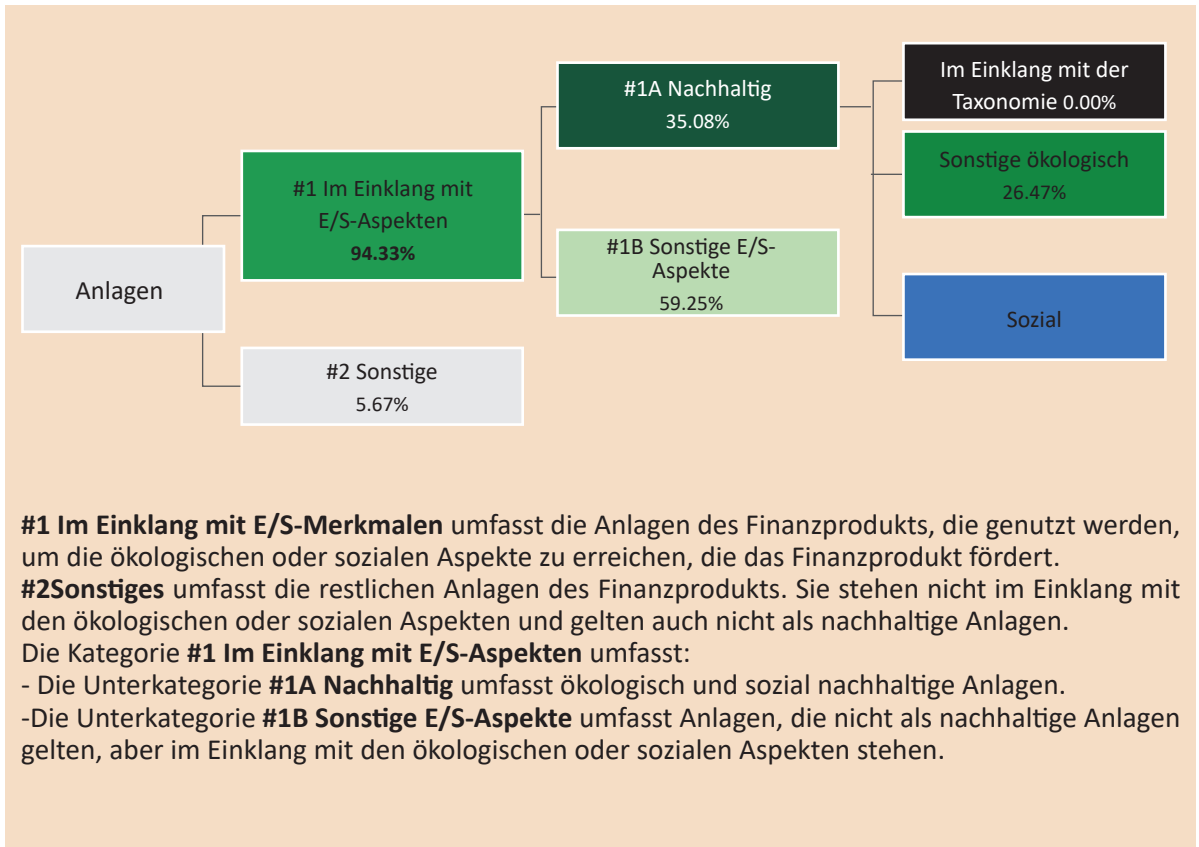 Im Einklang mit der
Taxonomie 0.00%
#1A Nachhaltig
35.08%
Sonstige ökologisch
26.47%
#1 Im Einklang mit
E/S-Aspekten
94.33%
#1B Sonstige E/S-
Aspekte
59.25%
Anlagen
Sozial
#2 Sonstige
5.67%
#1 Im Einklang mit E/S-Merkmalen umfasst die Anlagen des Finanzprodukts, die genutzt werden,
um die ökologischen oder sozialen Aspekte zu erreichen, die das Finanzprodukt fördert.
#2Sonstiges umfasst die restlichen Anlagen des Finanzprodukts. Sie stehen nicht im Einklang mit
den ökologischen oder sozialen Aspekten und gelten auch nicht als nachhaltige Anlagen.
Die Kategorie #1 Im Einklang mit E/S-Aspekten umfasst:
- Die Unterkategorie #1A Nachhaltig umfasst ökologisch und sozial nachhaltige Anlagen.
-Die Unterkategorie #1B Sonstige E/S-Aspekte umfasst Anlagen, die nicht als nachhaltige Anlagen
gelten, aber im Einklang mit den ökologischen oder sozialen Aspekten stehen.